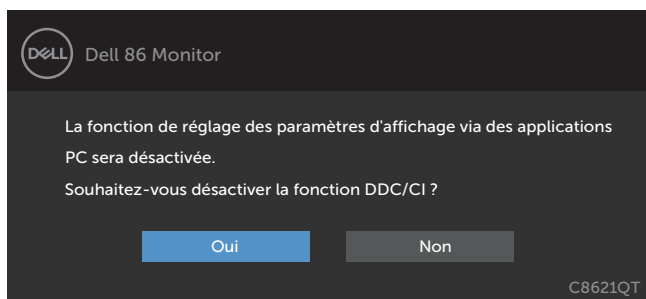 DELL
Dell 86 Monitor
La fonction de réglage des paramètres d'affichage via des applications
PC sera désactivée.
Souhaitez-vous désactiver la fonction DDC/CI ?
Oui
Non
C8621QT